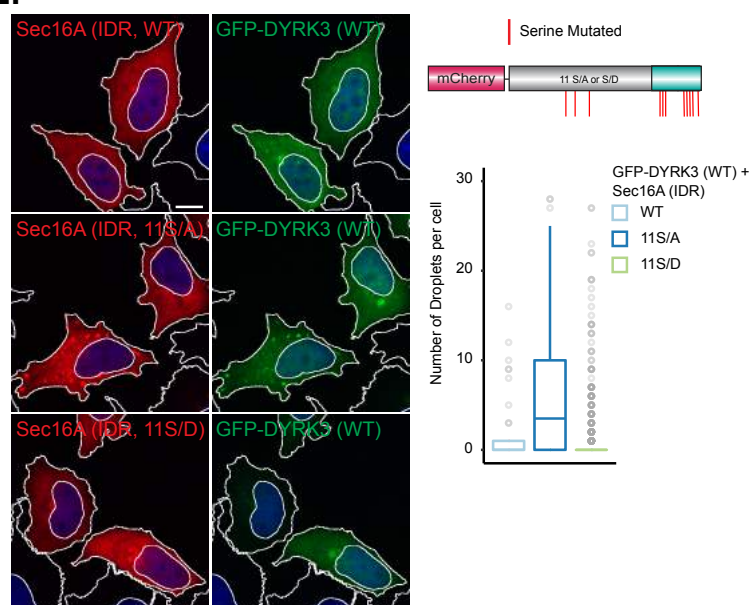 Sec16A (IDR, WT)
GFP-DYRK3 (WT)
Serine Mutated
mCherry
11 S/A or S/D
Sec16A (IDR, 11S/A)
GFP-DYRK3 (WT)
Sec16A (IDR, 11S/D)
GFP-DYRK3 (WT)
Number of Droplets per cell
30
20
10
0
GFP-DYRK3 (WT) +
Sec16A (IDR)
WT
11S/A
11S/D